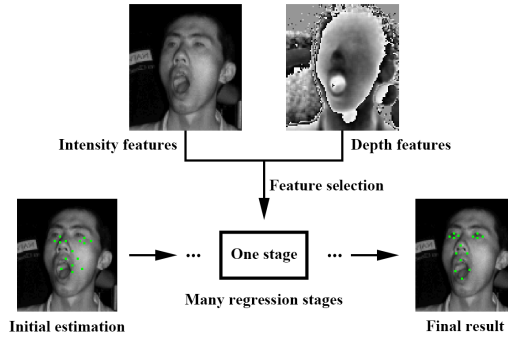 Intensity features
Depth features
Feature selection
...
One stage
...
Many regression stages
Initial estimation
Final result